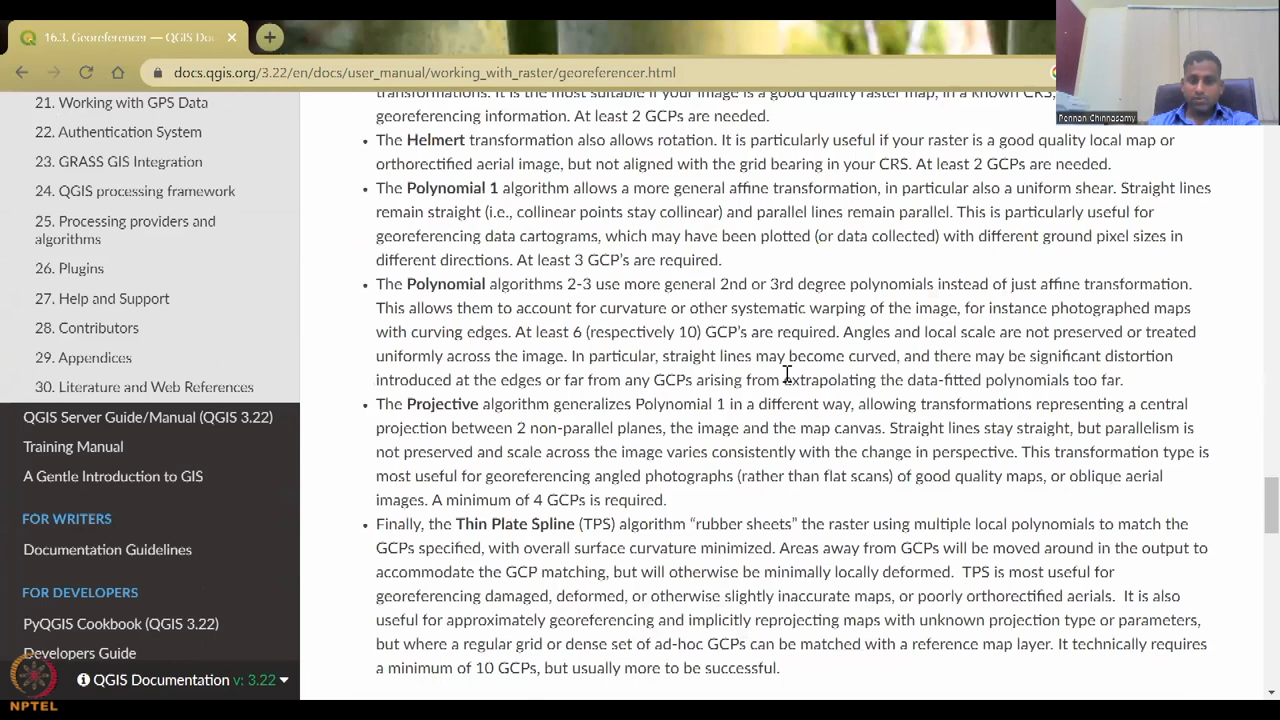 16.3. Georeferencer — QGIS Do
docs.qgis.org/3.22/en/docs/user_manual/working_with_raster/georeferencer.html
Pennan Chinnasamy
21. Working with GPS Data
22. Authentication System
23. GRASS GIS Integration
24. QGIS processing framework
25. Processing providers and
algorithms
26. Plugins
27. Help and Support
28. Contributors
29. Appendices
30. Literature and Web References
QGIS Server Guide/Manual (QGIS 3.22)
Training Manual
A Gentle Introduction to GIS
FOR WRITERS
Documentation Guidelines
FOR DEVELOPERS
PyQGIS Cookbook (QGIS 3.22)
Developers Guide
QGIS Documentation v: 3.22
NPTEL
transformations. It is the most suitable if your image is a good quality raster map, in a known CRS,
georeferencing information. At least 2 GCPs are needed.
The Helmert transformation also allows rotation. It is particularly useful if your raster is a good quality local map or
orthorectified aerial image, but not aligned with the grid bearing in your CRS. At least 2 GCPs are needed.
The Polynomial 1 algorithm allows a more general affine transformation, in particular also a uniform shear. Straight lines
remain straight (i.e., collinear points stay collinear) and parallel lines remain parallel. This is particularly useful for
georeferencing data cartograms, which may have been plotted (or data collected) with different ground pixel sizes in
different directions. At least 3 GCP's are required.
The Polynomial algorithms 2-3 use more general 2nd or 3rd degree polynomials instead of just affine transformation.
This allows them to account for curvature or other systematic warping of the image, for instance photographed maps
with curving edges. At least 6 (respectively 10) GCP's are required. Angles and local scale are not preserved or treated
uniformly across the image. In particular, straight lines may become curved, and there may be significant distortion
introduced at the edges or far from any GCPs arising from extrapolating the data-fitted polynomials too far.
The Projective algorithm generalizes Polynomial 1 in a different way, allowing transformations representing a central
projection between 2 non-parallel planes, the image and the map canvas. Straight lines stay straight, but parallelism is
not preserved and scale across the image varies consistently with the change in perspective. This transformation type is
most useful for georeferencing angled photographs (rather than flat scans) of good quality maps, or oblique aerial
images. A minimum of 4 GCPs is required.
Finally, the Thin Plate Spline (TPS) algorithm “rubber sheets” the raster using multiple local polynomials to match the
GCPs specified, with overall surface curvature minimized. Areas away from GCPs will be moved around in the output to
accommodate the GCP matching, but will otherwise be minimally locally deformed. TPS is most useful for
georeferencing damaged, deformed, or otherwise slightly inaccurate maps, or poorly orthorectified aerials. It is also
useful for approximately georeferencing and implicitly reprojecting maps with unknown projection type or parameters,
but where a regular grid or dense set of ad-hoc GCPs can be matched with a reference map layer. It technically requires
a minimum of 10 GCPs, but usually more to be successful.